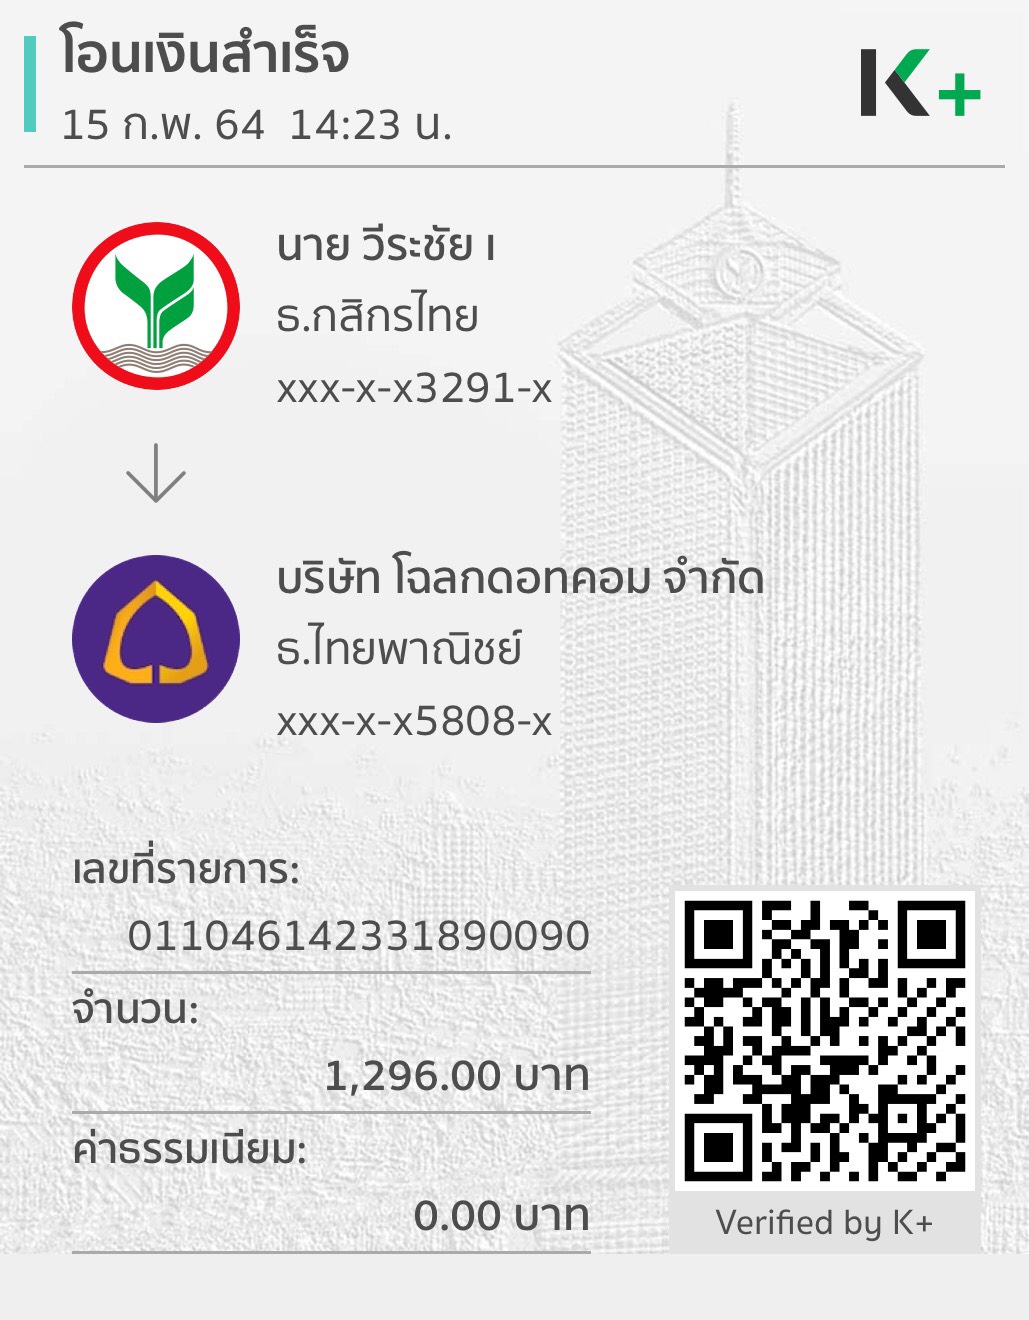 โอนเงินสำเร็จ
15 ก.พ. 64 14:23 น.
K+
นาย วีระชัย เ
ธ.กสิกรไทย
xxx-x-x3291-x
บริษัท โฉลกดอทคอม จำกัด
ธ.ไทยพาณิชย์
xxx-x-x5808-x
เลขที่รายการ:
011046142331890090
จำนวน:
1,296.00 บาท
ค่าธรรมเนียม:
0.00 บาท
Verified by K+